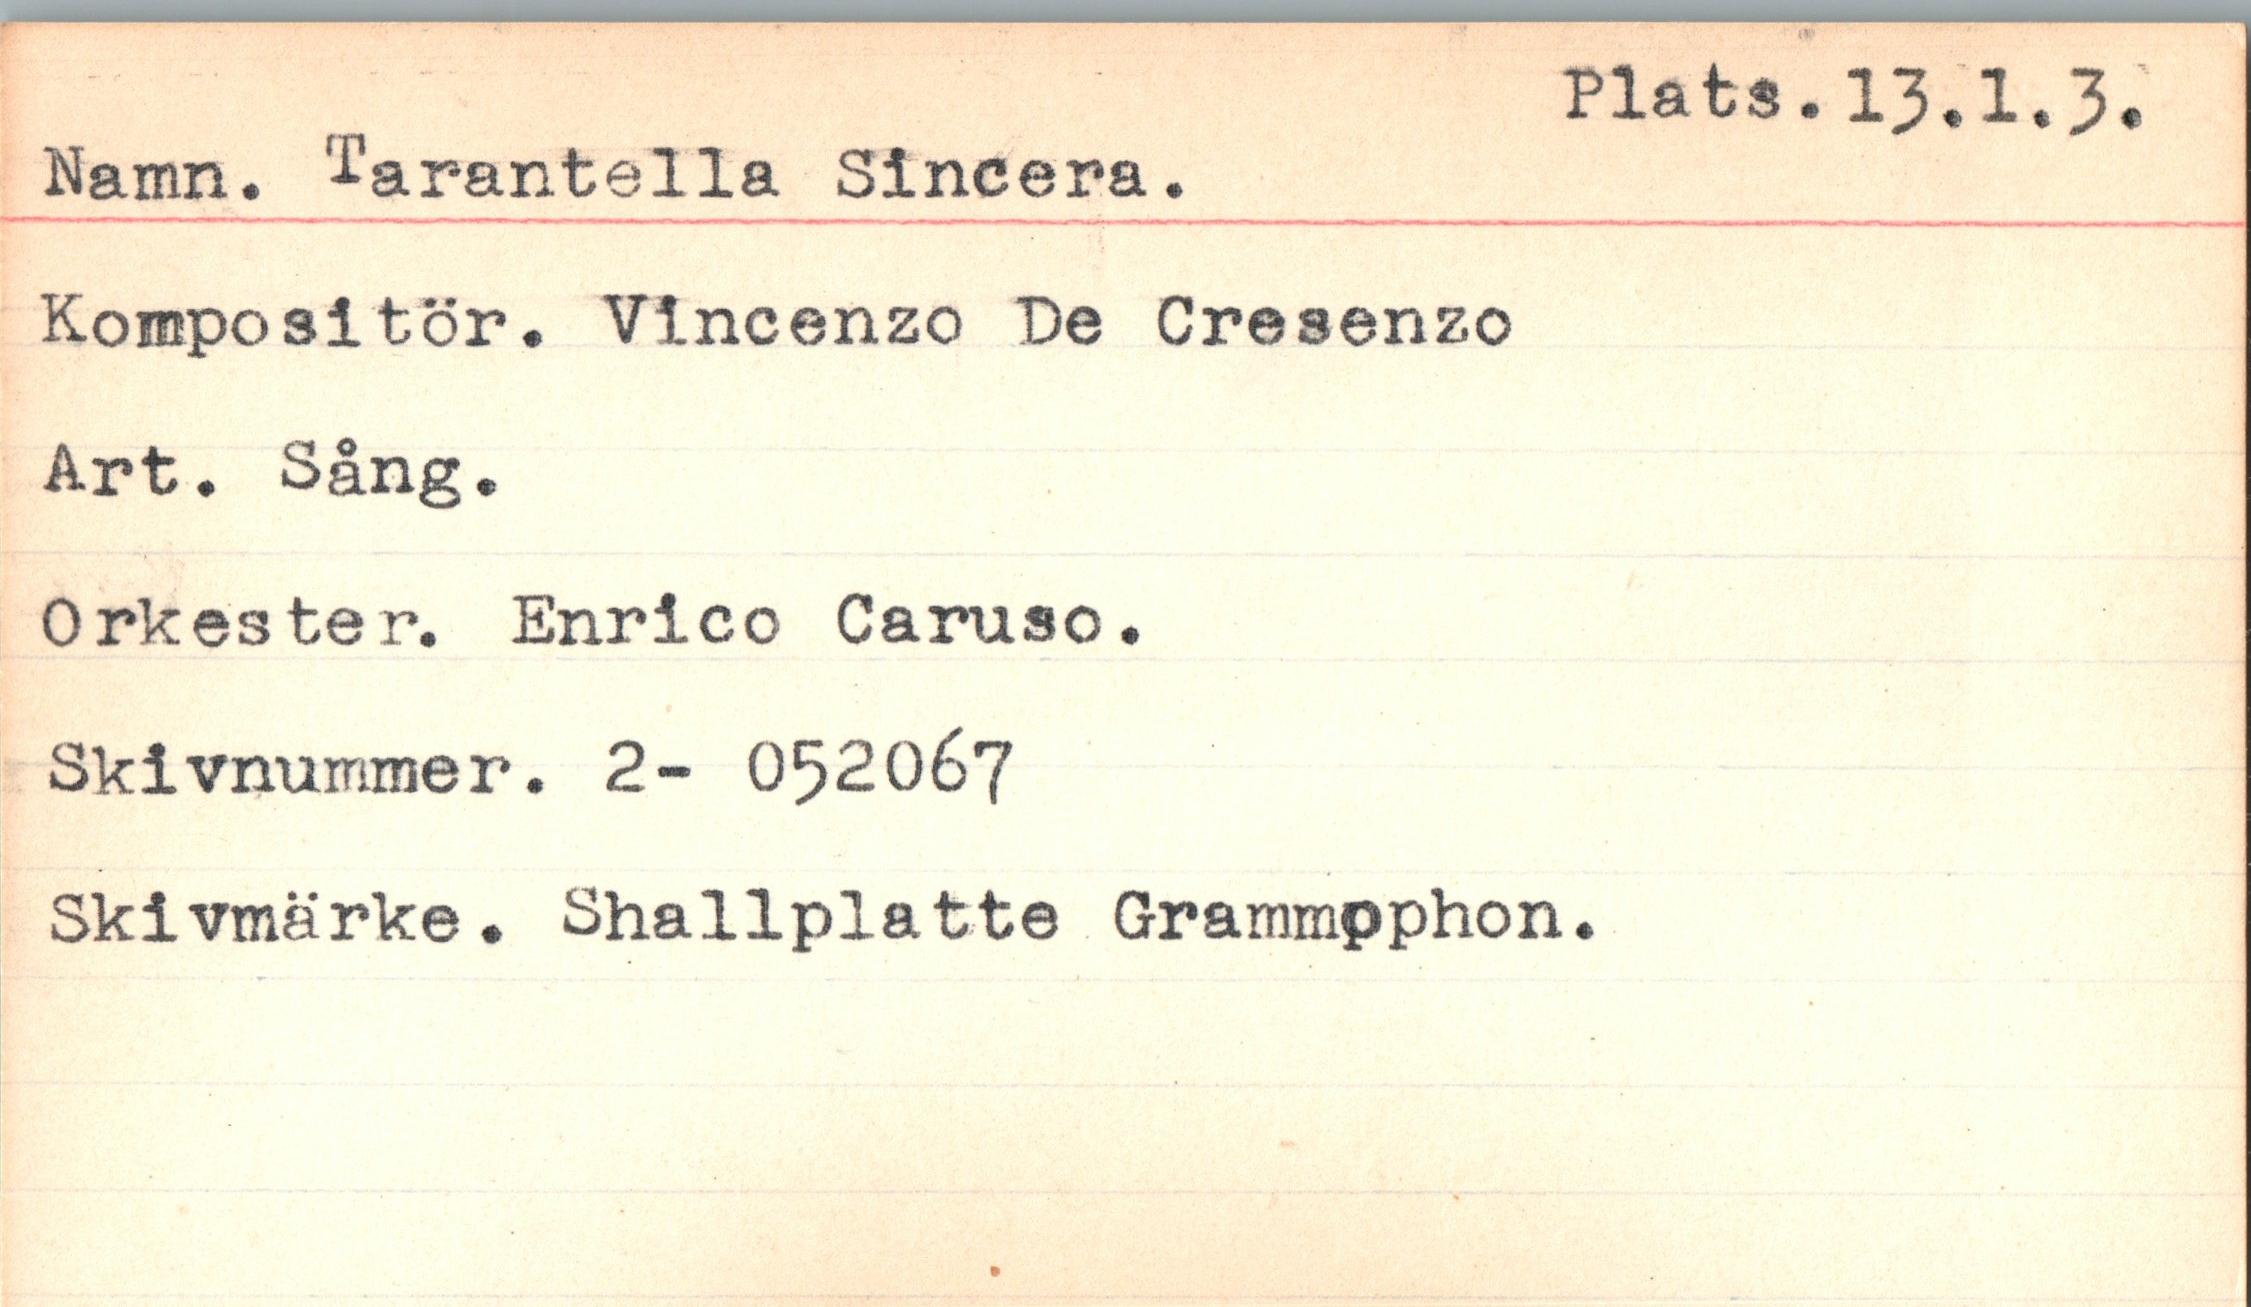 Plats. 13.1.3.
Namn. Tarantella Sincera.
Kompositör. Vincenzo De Cresenzo
Art. Sång.
Orkester. Enrico Caruso.
Skivnummer. 2- 052067
Skivmärke. Shallplatte Grammophon.